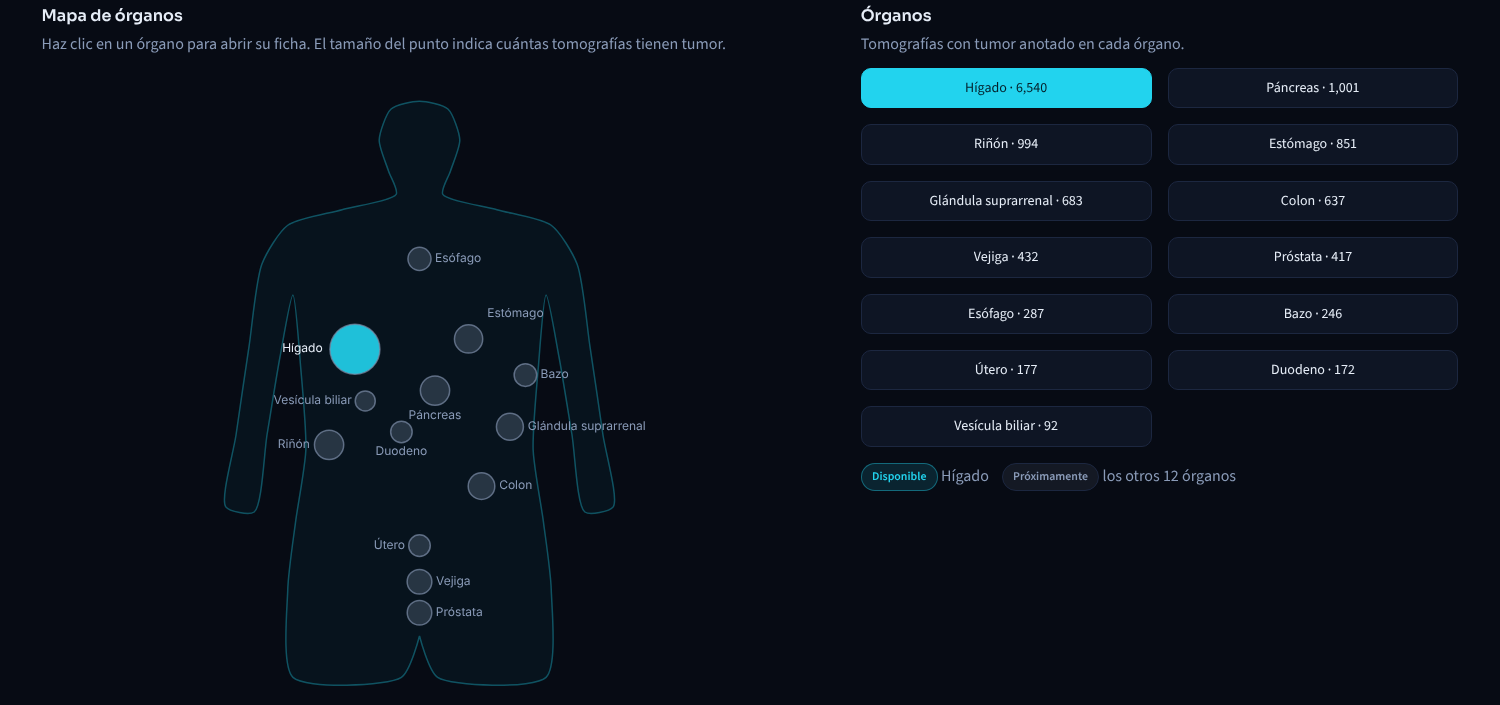 Mapa de órganos
Haz clic en un órgano para abrir su ficha. El tamaño del punto indica cuántas tomografías tienen tumor.
Esófago
Estómago
Hígado
Bazo
Vesícula biliar
Páncreas
Glándula suprarrenal
Riñón
Duodeno
Colon
Útero
Vejiga
Próstata
Órganos
Tomografías con tumor anotado en cada órgano.
Hígado · 6,540
Páncreas · 1,001
Riñón · 994
Estómago · 851
Glándula suprarrenal · 683
Colon · 637
Vejiga · 432
Próstata · 417
Esófago · 287
Bazo · 246
Útero · 177
Duodeno · 172
Vesícula biliar · 92
Disponible Hígado Próximamente los otros 12 órganos